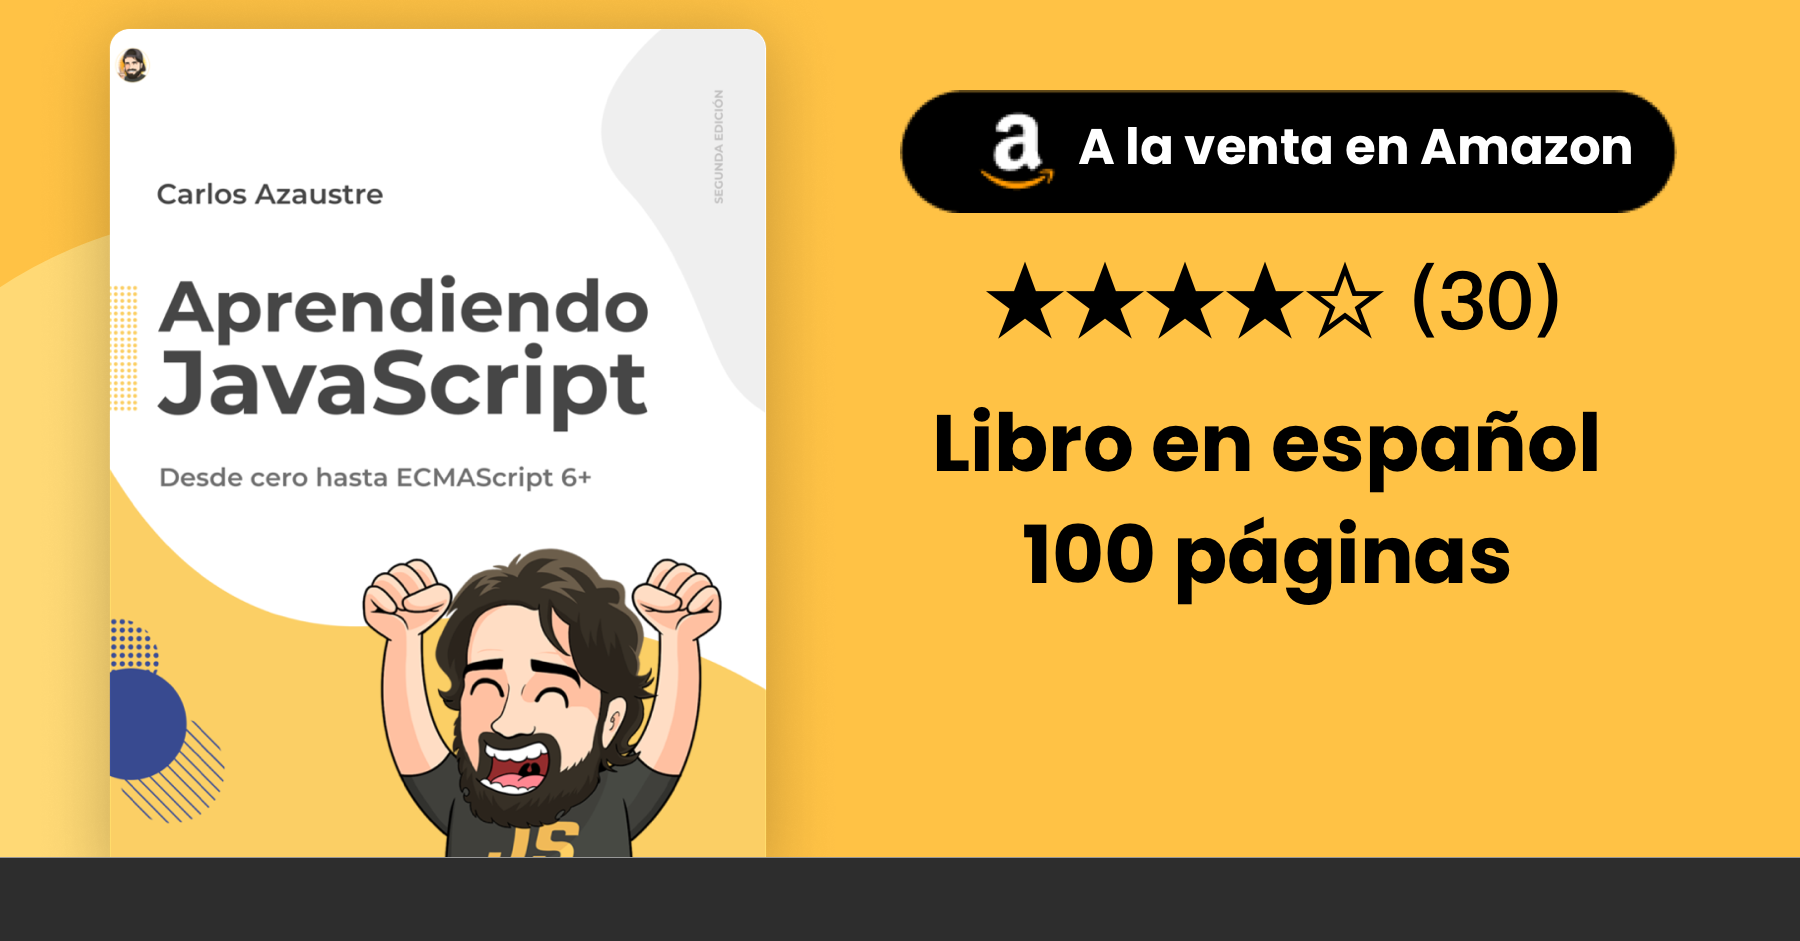 SEGUNDA EDICIÓN
Carlos Azaustre
Aprendiendo
JavaScript
Desde cero hasta ECMAScript 6+
JS
a A la venta en Amazon
(30)
Libro en español
100 páginas